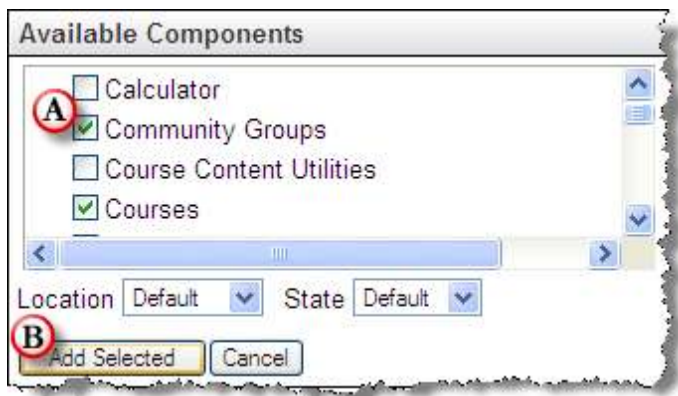 Available Components
Calculator
A
Community Groups
Course Content Utilities
Courses
Location Default State Default
B
Add Selected Cancel